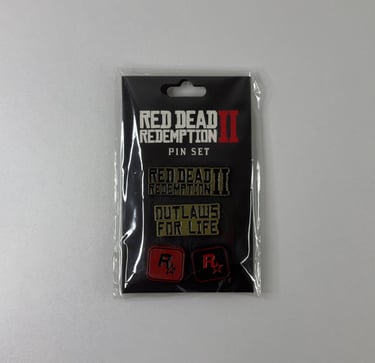 RED DEAD
REDEMPTION II
PIN SET
RED DEAD
REDEMPTION II
OUTLAWS
FOR LIFE
R
R